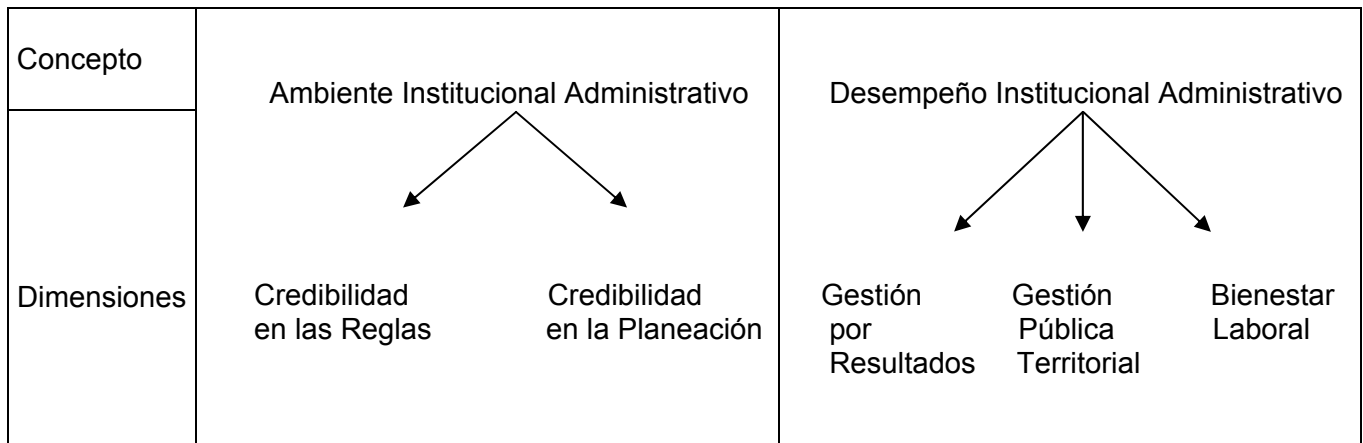 Concepto
Ambiente Institucional Administrativo
Desempeño Institucional Administrativo
Dimensiones
Credibilidad
en las Reglas
Credibilidad
en la Planeación
Gestión
por
Resultados
Gestión
Pública
Territorial
Bienestar
Laboral